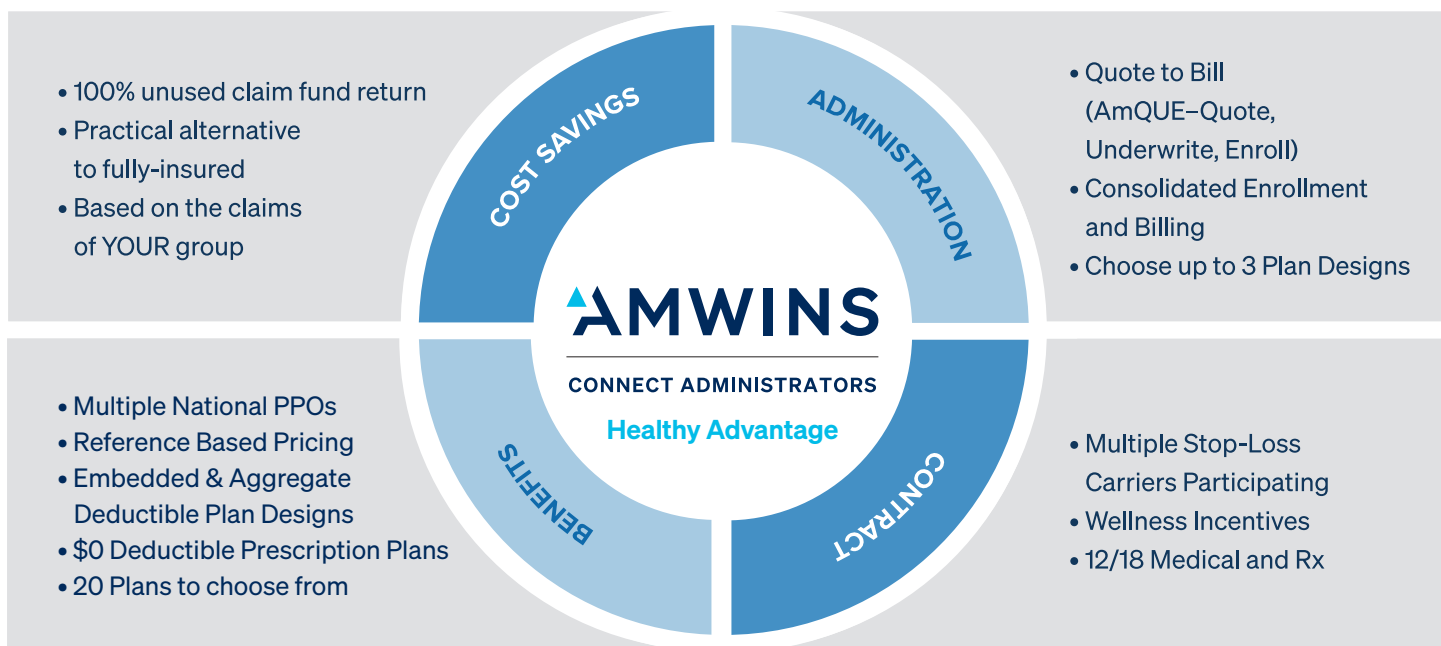 • 100% unused claim fund return
• Practical alternative
to fully-insured
• Based on the claims
of YOUR group
COST SAVINGS
ADMINISTRATION
• Quote to Bill
(AmQUE–Quote,
Underwrite, Enroll)
• Consolidated Enrollment
and Billing
• Choose up to 3 Plan Designs
AMWINS
CONNECT ADMINISTRATORS
Healthy Advantage
• Multiple National PPOs
• Reference Based Pricing
• Embedded & Aggregate
Deductible Plan Designs
• $0 Deductible Prescription Plans
• 20 Plans to choose from
BENEFITS
CONTRACT
• Multiple Stop-Loss
Carriers Participating
• Wellness Incentives
• 12/18 Medical and Rx